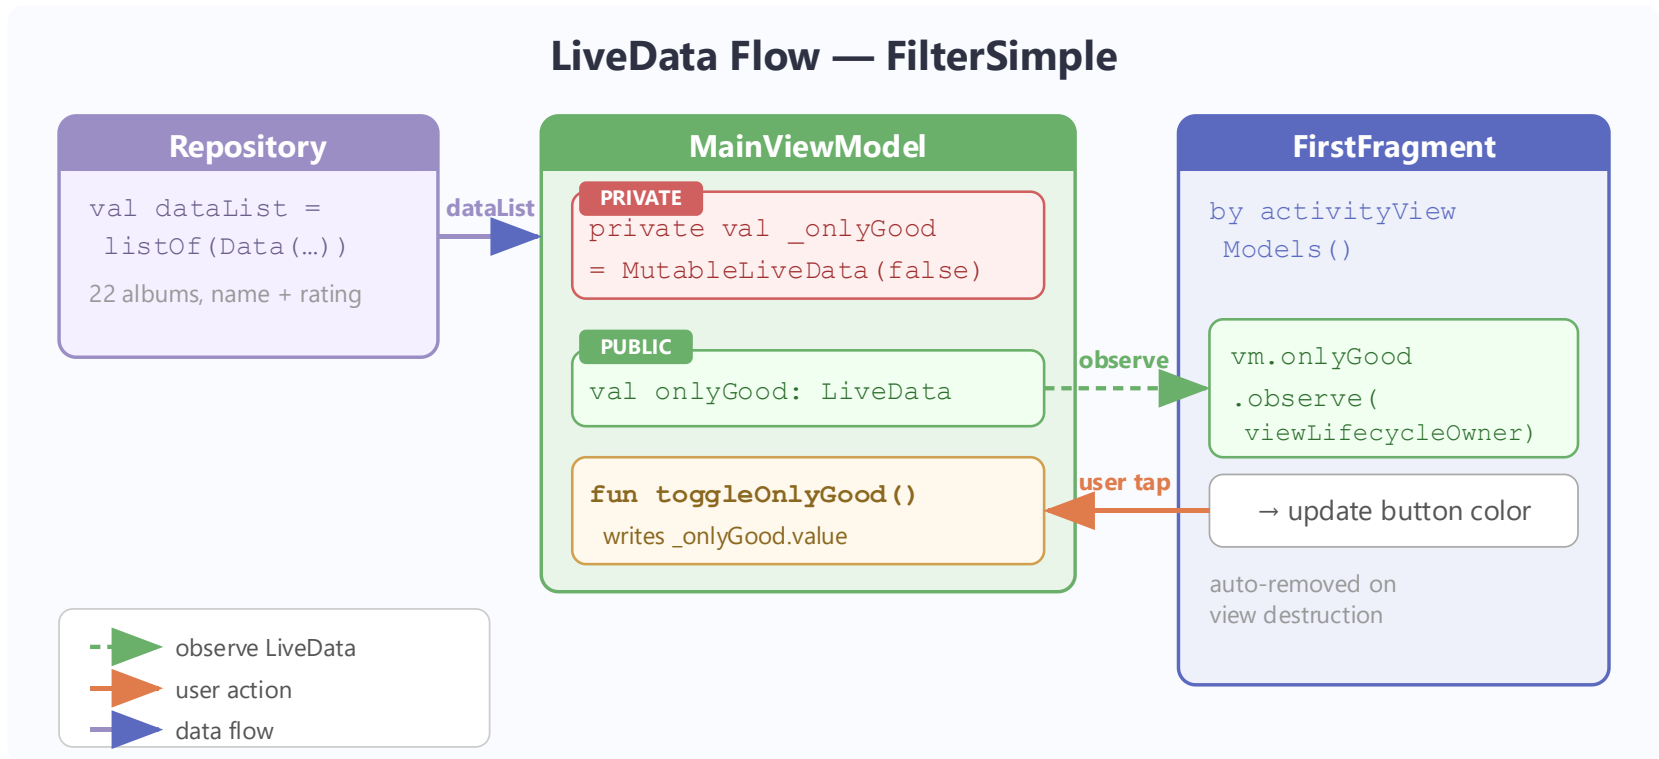 LiveData Flow — FilterSimple
Repository
val dataList =
listOf(Data(…))
22 albums, name + rating
dataList
MainViewModel
PRIVATE
private val _onlyGood
= MutableLiveData(false)
PUBLIC
val onlyGood: LiveData
fun toggleOnlyGood()
writes _onlyGood.value
observe
user tap
FirstFragment
by activityView
Models()
vm.onlyGood
.observe(
viewLifecycleOwner)
→ update button color
auto-removed on
view destruction
observe LiveData
user action
data flow